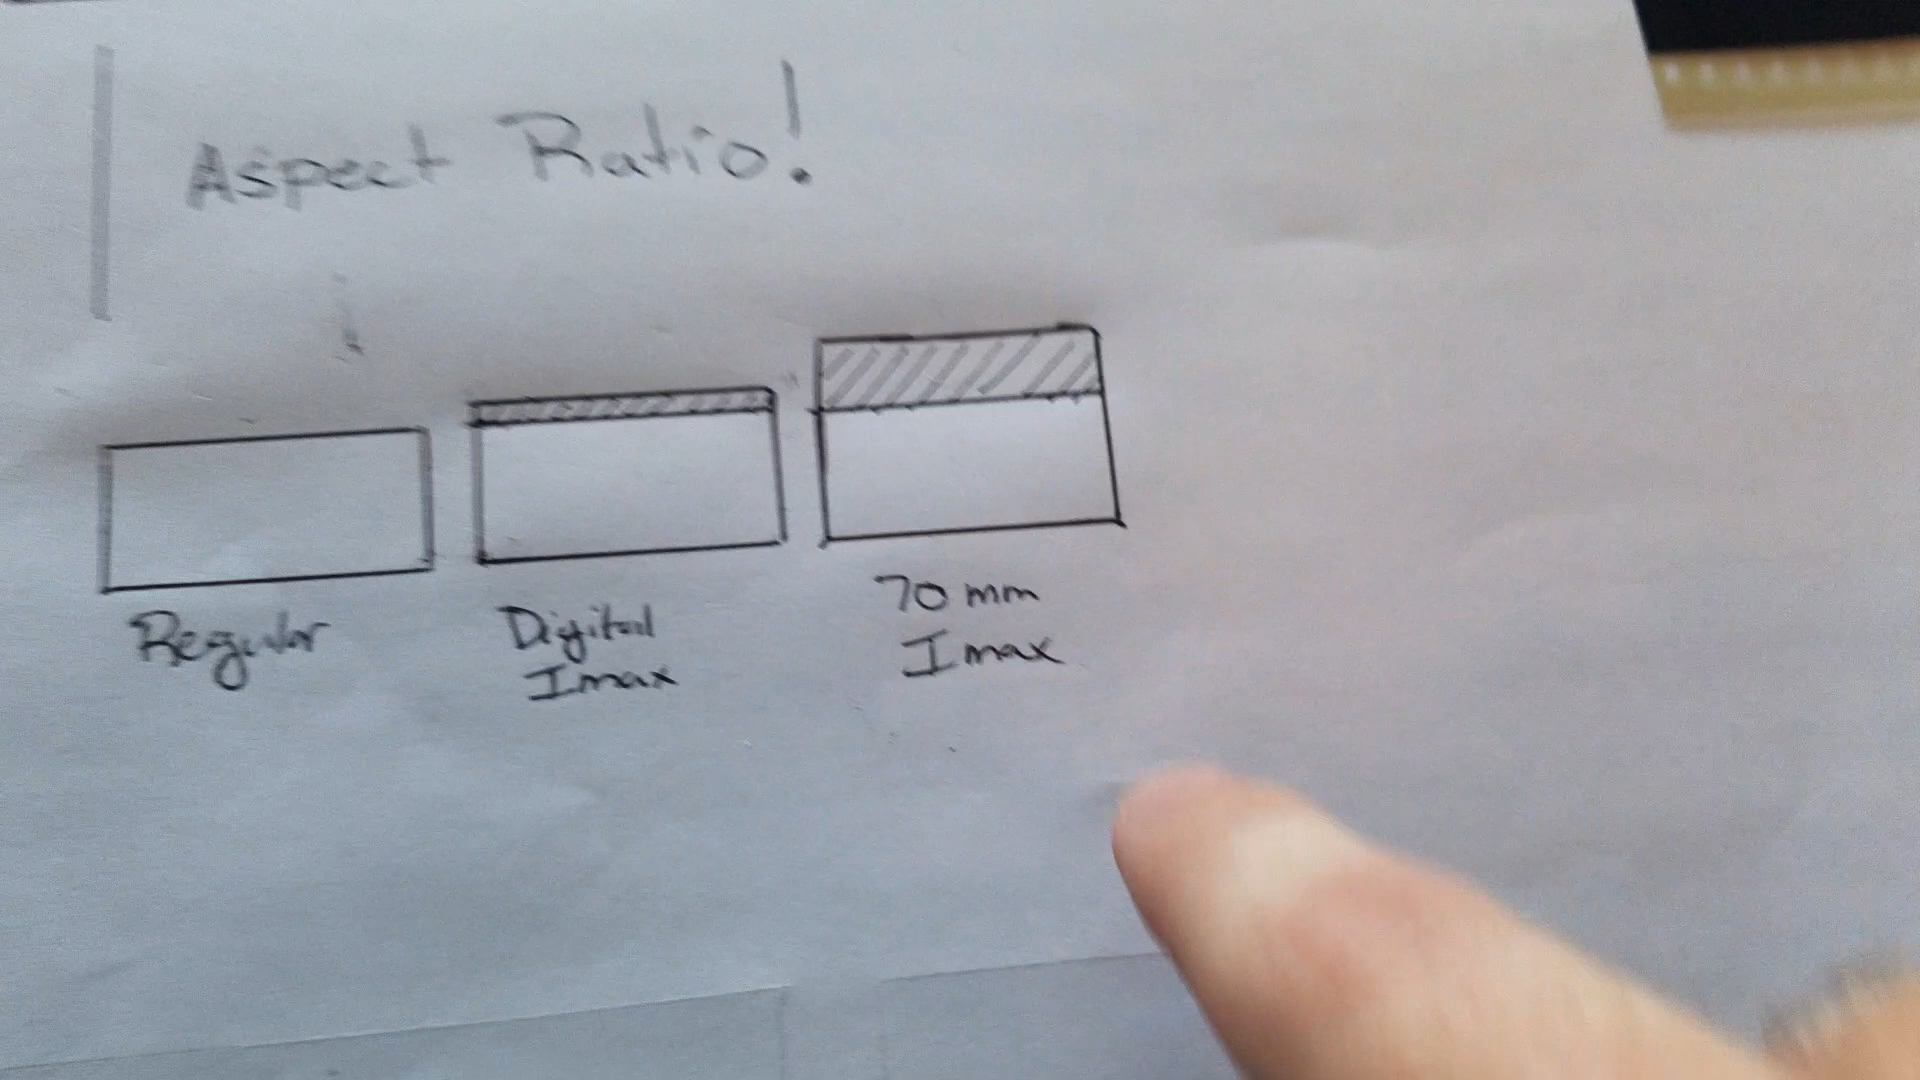 Aspect Ratio!
Regular
Digital
Imax
70 mm
Imax